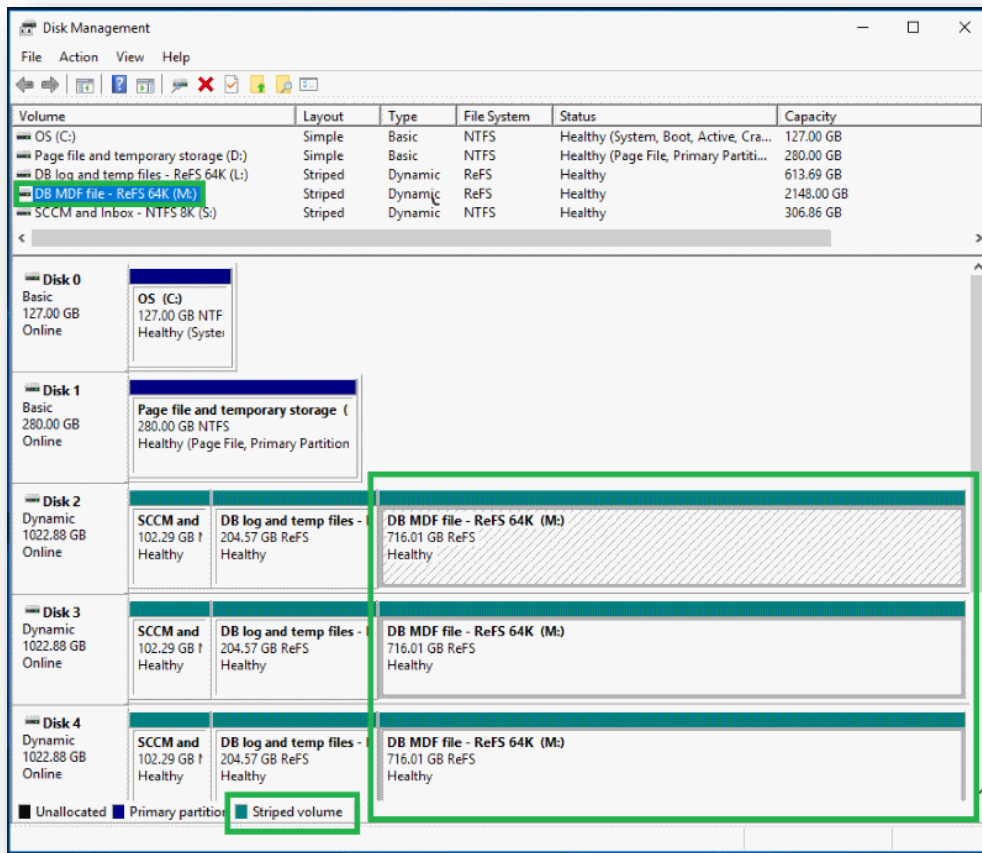 Disk Management
File Action View Help
Volume Layout Type File System Status Capacity
OS (C:) Simple Basic NTFS Healthy (System, Boot, Active, Cra... 127.00 GB
Page file and temporary storage (D:) Simple Basic NTFS Healthy (Page File, Primary Partiti... 280.00 GB
DB log and temp files - ReFS 64K (L:) Striped Dynamic ReFS Healthy 613.69 GB
DB MDF file - ReFS 64K (M:) Striped Dynamic ReFS Healthy 2148.00 GB
SCCM and Inbox - NTFS 8K (S:) Striped Dynamic NTFS Healthy 306.86 GB
Disk 0
Basic
127.00 GB
Online
OS (C:)
127.00 GB NTF
Healthy (Syste
Disk 1
Basic
280.00 GB
Online
Page file and temporary storage (
280.00 GB NTFS
Healthy (Page File, Primary Partition
Disk 2
Dynamic
1022.88 GB
Online
SCCM and
102.29 GB N
Healthy
DB log and temp files -
204.57 GB ReFS
Healthy
DB MDF file - ReFS 64K (M:)
716.01 GB ReFS
Healthy
Disk 3
Dynamic
1022.88 GB
Online
SCCM and
102.29 GB N
Healthy
DB log and temp files -
204.57 GB ReFS
Healthy
DB MDF file - ReFS 64K (M:)
716.01 GB ReFS
Healthy
Disk 4
Dynamic
1022.88 GB
Online
SCCM and
102.29 GB N
Healthy
DB log and temp files -
204.57 GB ReFS
Healthy
DB MDF file - ReFS 64K (M:)
716.01 GB ReFS
Healthy
Unallocated Primary partition Striped volume